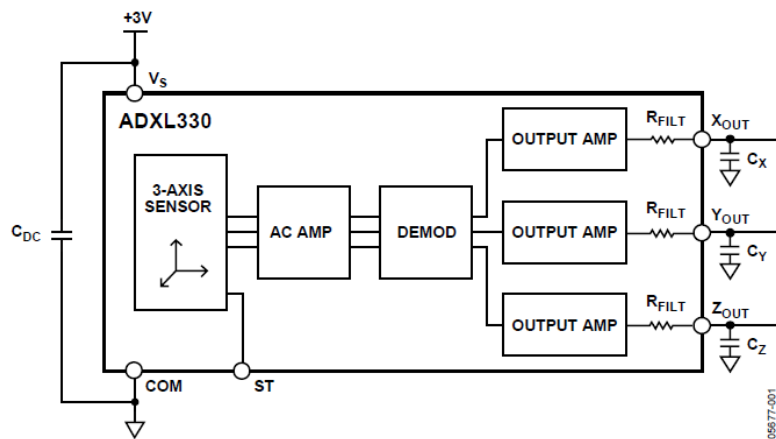 +3V
VS
ADXL330
3-AXIS
SENSOR
AC AMP
DEMOD
OUTPUT AMP
RFILT
XOUT
CX
OUTPUT AMP
RFILT
YOUT
CY
OUTPUT AMP
RFILT
ZOUT
CZ
CDC
COM
ST
05677-001